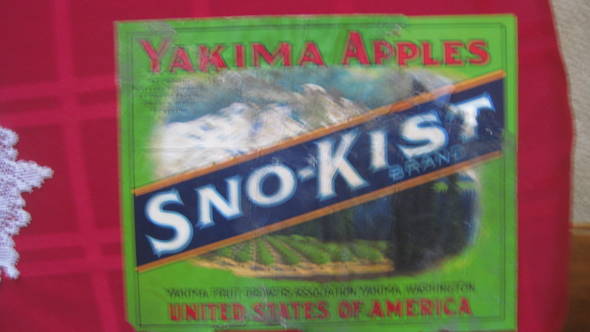 YAKIMA APPLES
SNO-KIST
BRAND
YAKIMA FRUIT GROWERS ASSOCIATION YAKIMA, WASHINGTON
UNITED STATES OF AMERICA